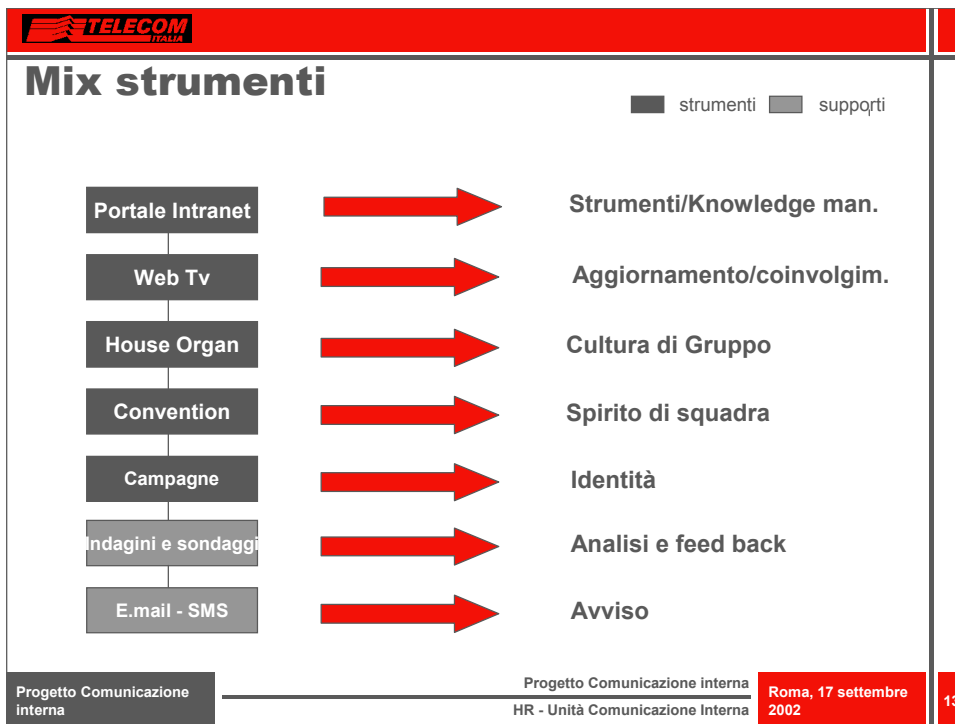 TELECOM
ITALIA
Mix strumenti
strumenti
supporti
Portale Intranet
Strumenti/Knowledge man.
Web Tv
Aggiornamento/coinvolgim.
House Organ
Cultura di Gruppo
Convention
Spirito di squadra
Campagne
Identità
Indagini e sondaggi
Analisi e feed back
E.mail - SMS
Avviso
Progetto Comunicazione
interna
Progetto Comunicazione interna
HR - Unità Comunicazione Interna
Roma, 17 settembre
2002
13